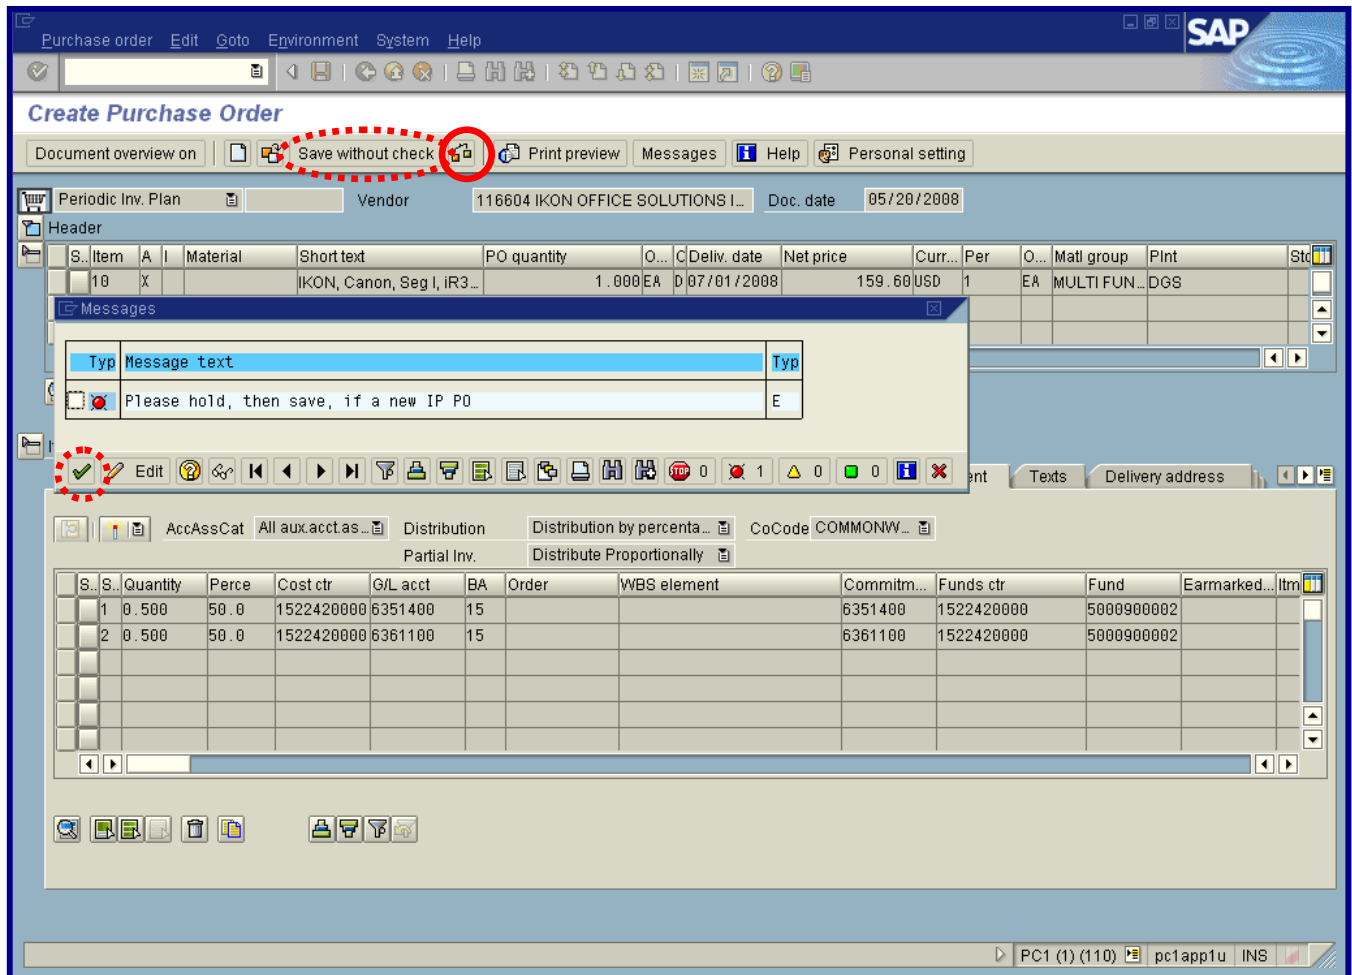 Purchase order Edit Goto Environment System Help
SAP
Create Purchase Order
Document overview on Save without check Print preview Messages Help Personal setting
Periodic Inv. Plan Vendor 116604 IKON OFFICE SOLUTIONS I... Doc. date 05/20/2008
Header
S.. Item A I Material Short text PO quantity O... C Deliv. date Net price Curr... Per O... Matl group Plnt Stc
10 X IKON, Canon, Seg I, iR3... 1.000 EA D 07/01/2008 159.60 USD 1 EA MULTI FUN... DGS
Messages
Typ Message text Typ
Please hold, then save, if a new IP PO E
Edit STOP 0 1 0 0
ent Texts Delivery address
AccAssCat All aux.acct.as... Distribution Distribution by percenta... CoCode COMMONW...
Partial Inv. Distribute Proportionally
S.. S.. Quantity Perce Cost ctr G/L acct BA Order WBS element Commitm... Funds ctr Fund Earmarked... Itm
1 0.500 50.0 1522420000 6351400 15 6351400 1522420000 5000900002
2 0.500 50.0 1522420000 6361100 15 6361100 1522420000 5000900002
PC1 (1) (110) pc1app1u INS